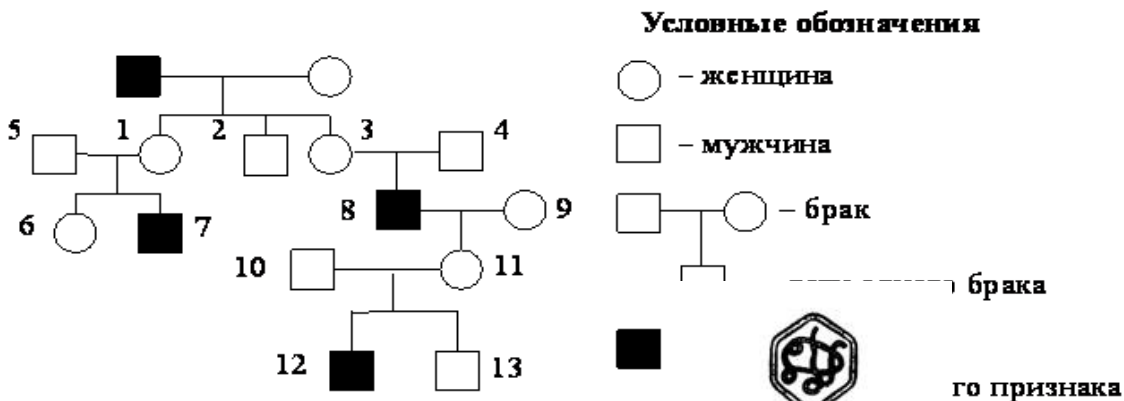 Условные обозначения
– женщина
5 1 2 3 4
– мужчина
6 7 8 9
– брак
10 11
брака
12 13
го признака